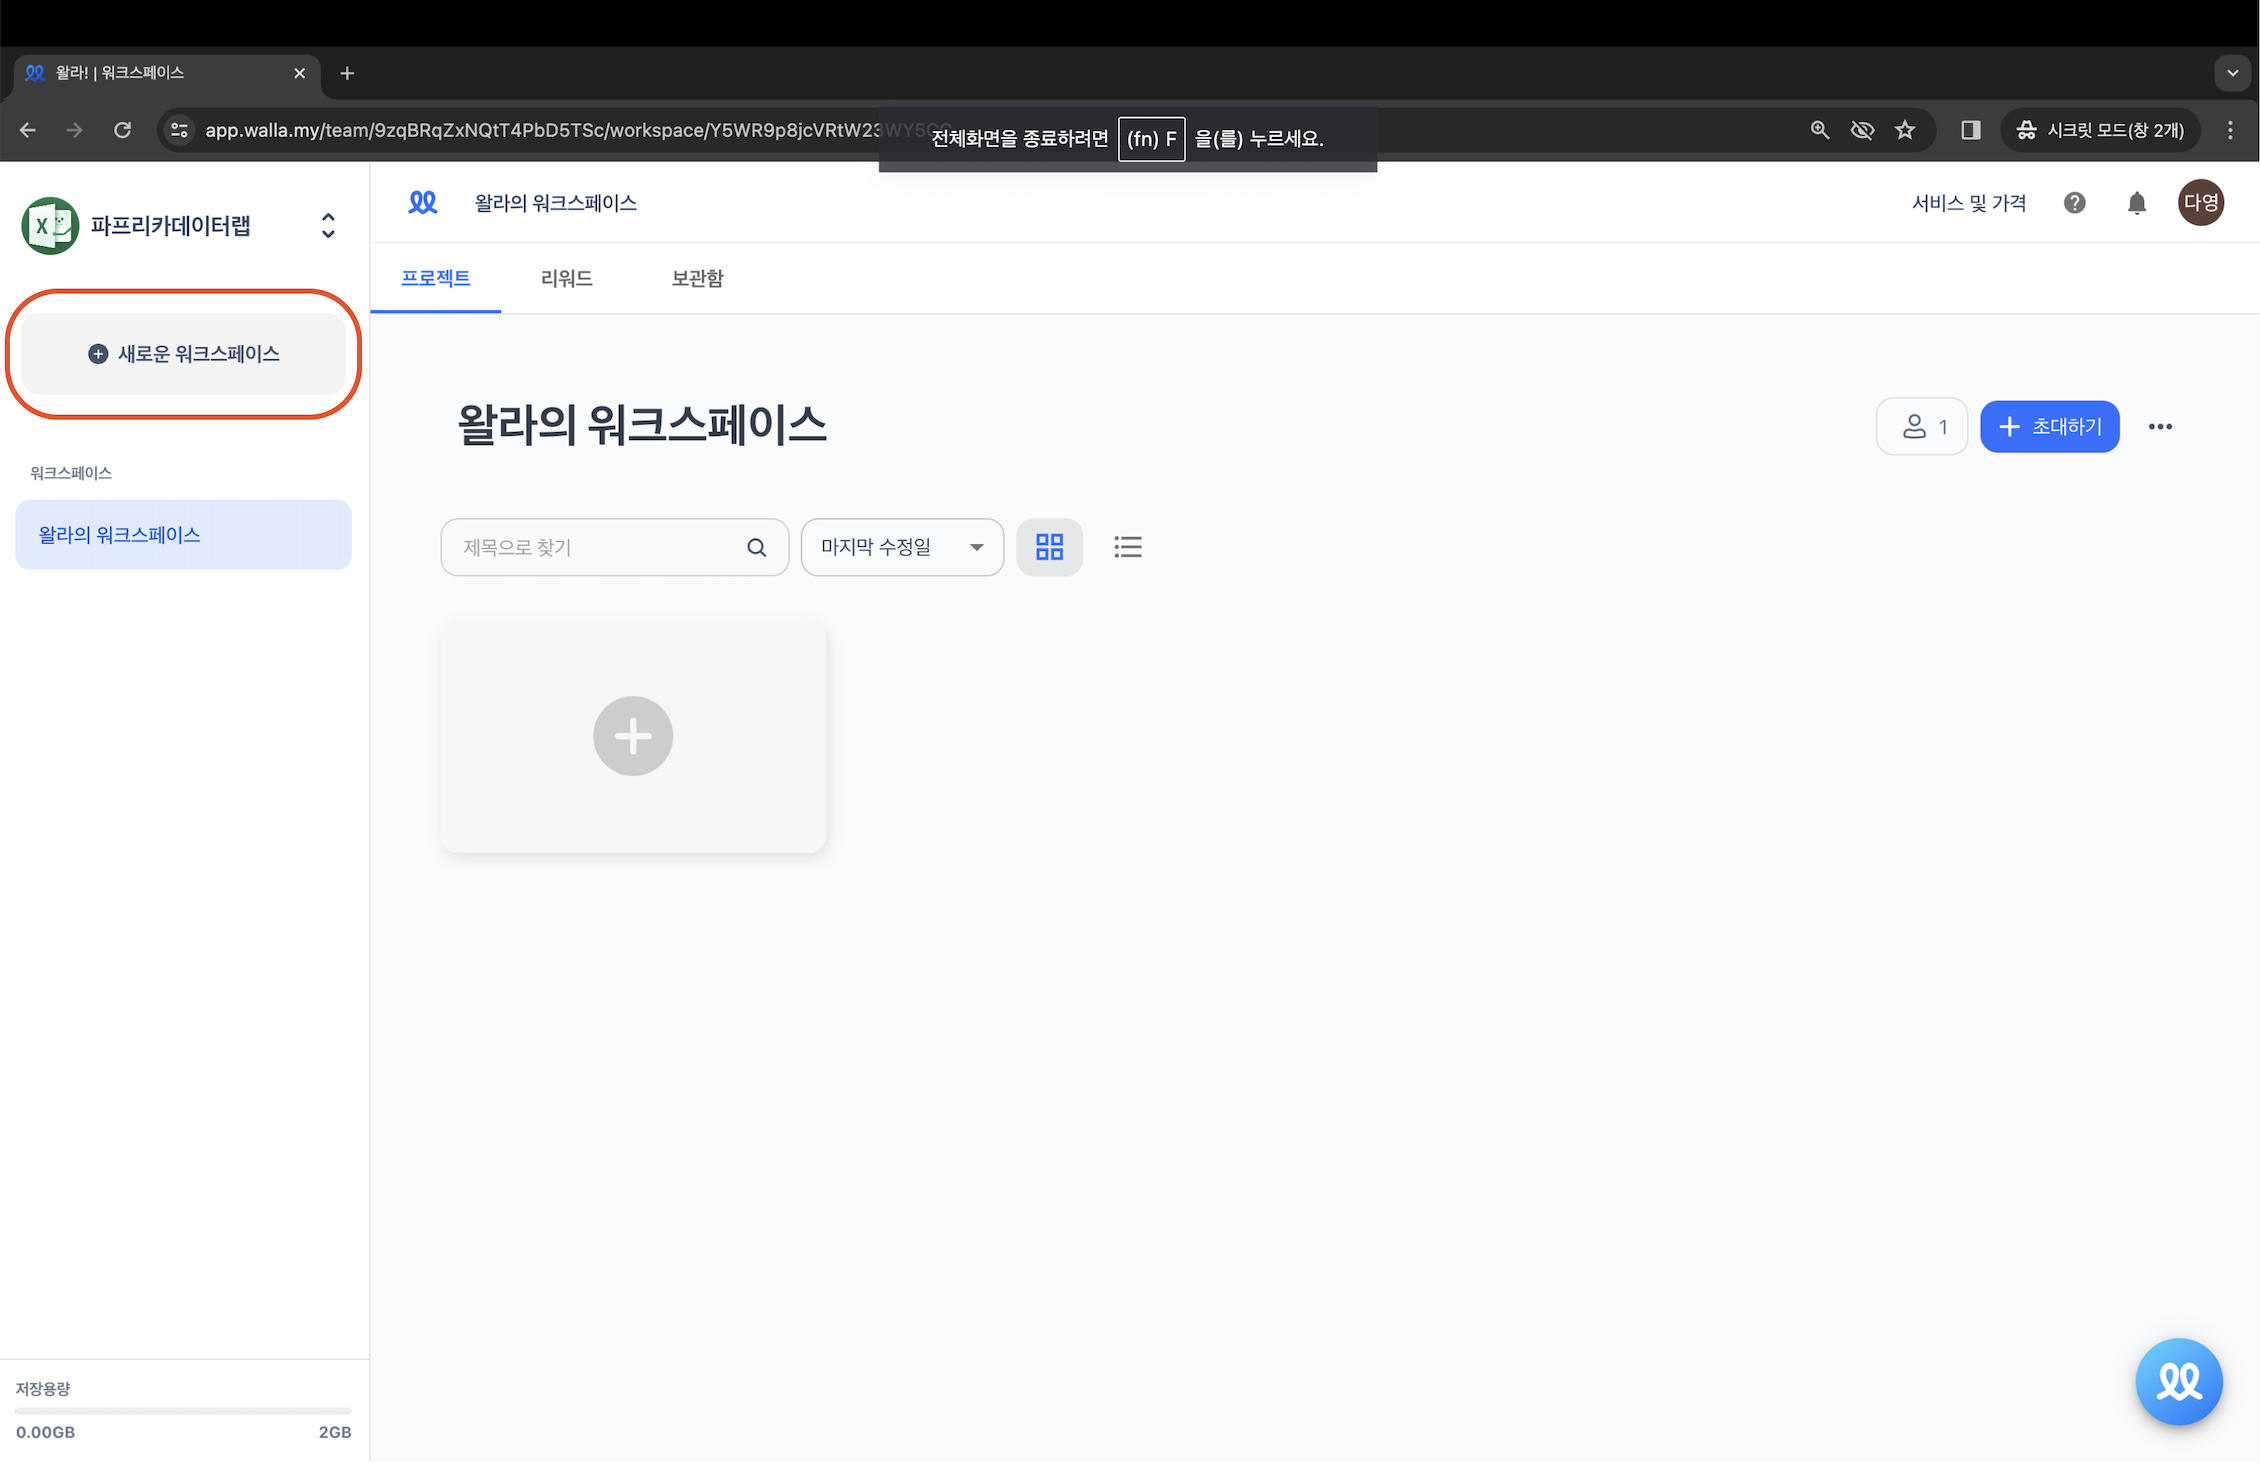 왈라! | 워크스페이스
app.walla.my/team/9zqBRqZxNQtT4PbD5TSc/workspace/Y5WR9p8jcVRtW23WY5
전체화면을 종료하려면 (fn) F 을(를) 누르세요.
시크릿 모드(창 2개)
X
파프리카데이터랩
왈라의 워크스페이스
서비스 및 가격
다영
프로젝트
리워드
보관함
새로운 워크스페이스
왈라의 워크스페이스
1
초대하기
워크스페이스
왈라의 워크스페이스
제목으로 찾기
마지막 수정일
저장용량
0.00GB
2GB